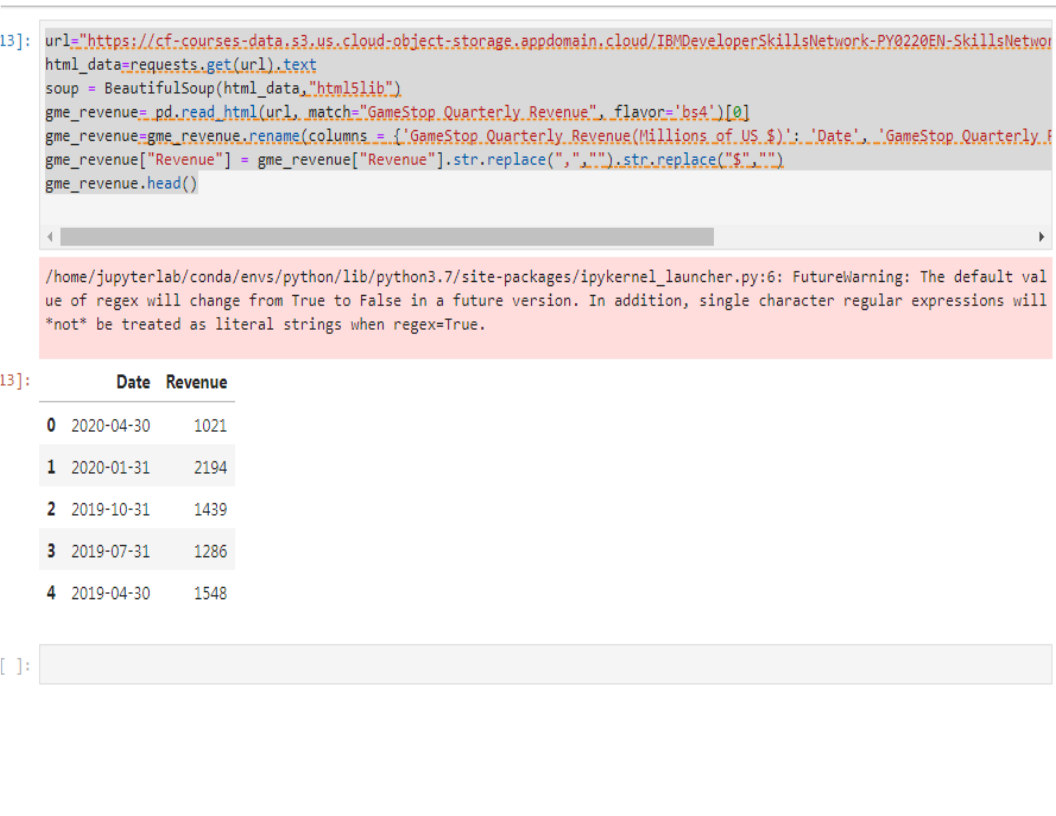 13]: url="https://cf-courses-data.s3.us.cloud-object-storage.appdomain.cloud/IBMDeveloperSkillsNetwork-PY0220EN-SkillsNetwor
html_data=requests.get(url).text
soup = BeautifulSoup(html_data,"html5lib")
gme_revenue= pd.read_html(url, match="GameStop Quarterly Revenue", flavor='bs4')[0]
gme_revenue=gme_revenue.rename(columns = {'GameStop Quarterly Revenue(Millions of US $)': 'Date', 'GameStop Quarterly R
gme_revenue["Revenue"] = gme_revenue["Revenue"].str.replace(",","").str.replace("$","")
gme_revenue.head()
/home/jupyterlab/conda/envs/python/lib/python3.7/site-packages/ipykernel_launcher.py:6: FutureWarning: The default val
ue of regex will change from True to False in a future version. In addition, single character regular expressions will
*not* be treated as literal strings when regex=True.
13]: Date Revenue
0 2020-04-30 1021
1 2020-01-31 2194
2 2019-10-31 1439
3 2019-07-31 1286
4 2019-04-30 1548
[ ]: